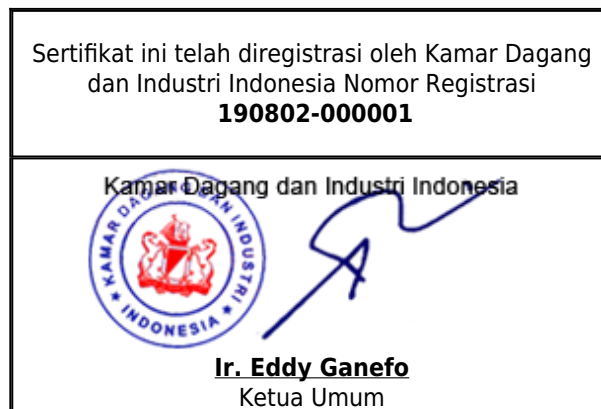 Sertifikat ini telah diregistrasi oleh Kamar Dagang
dan Industri Indonesia Nomor Registrasi
190802-000001
Kamar Dagang dan Industri Indonesia
KAMAR DAGANG DAN INDUSTRI
INDONESIA
Ir. Eddy Ganefo
Ketua Umum